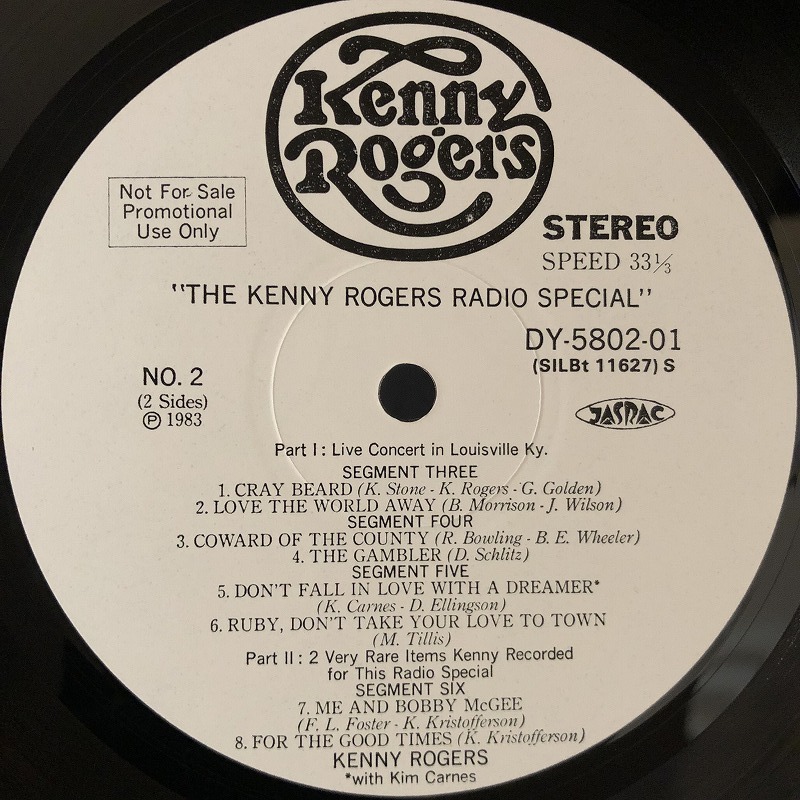 Kenny
Rogers
Not For Sale
Promotional
Use Only
STEREO
SPEED 33⅓
"THE KENNY ROGERS RADIO SPECIAL"
DY-5802-01
(SILBt 11627) S
NO. 2
(2 Sides)
℗ 1983
JASRAC
Part I : Live Concert in Louisville Ky.
SEGMENT THREE
1. CRAY BEARD (K. Stone - K. Rogers - G. Golden)
2. LOVE THE WORLD AWAY (B. Morrison - J. Wilson)
SEGMENT FOUR
3. COWARD OF THE COUNTY (R. Bowling - B. E. Wheeler)
4. THE GAMBLER (D. Schlitz)
SEGMENT FIVE
5. DON'T FALL IN LOVE WITH A DREAMER*
(K. Carnes - D. Ellingson)
6. RUBY, DON'T TAKE YOUR LOVE TO TOWN
(M. Tillis)
Part II : 2 Very Rare Items Kenny Recorded
for This Radio Special
SEGMENT SIX
7. ME AND BOBBY McGEE
(F. L. Foster - K. Kristofferson)
8. FOR THE GOOD TIMES (K. Kristofferson)
KENNY ROGERS
*with Kim Carnes